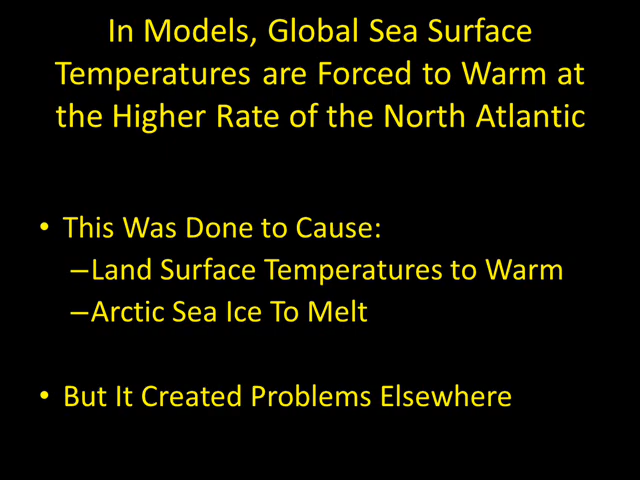 In Models, Global Sea Surface
Temperatures are Forced to Warm at
the Higher Rate of the North Atlantic
• This Was Done to Cause:
–Land Surface Temperatures to Warm
–Arctic Sea Ice To Melt
• But It Created Problems Elsewhere